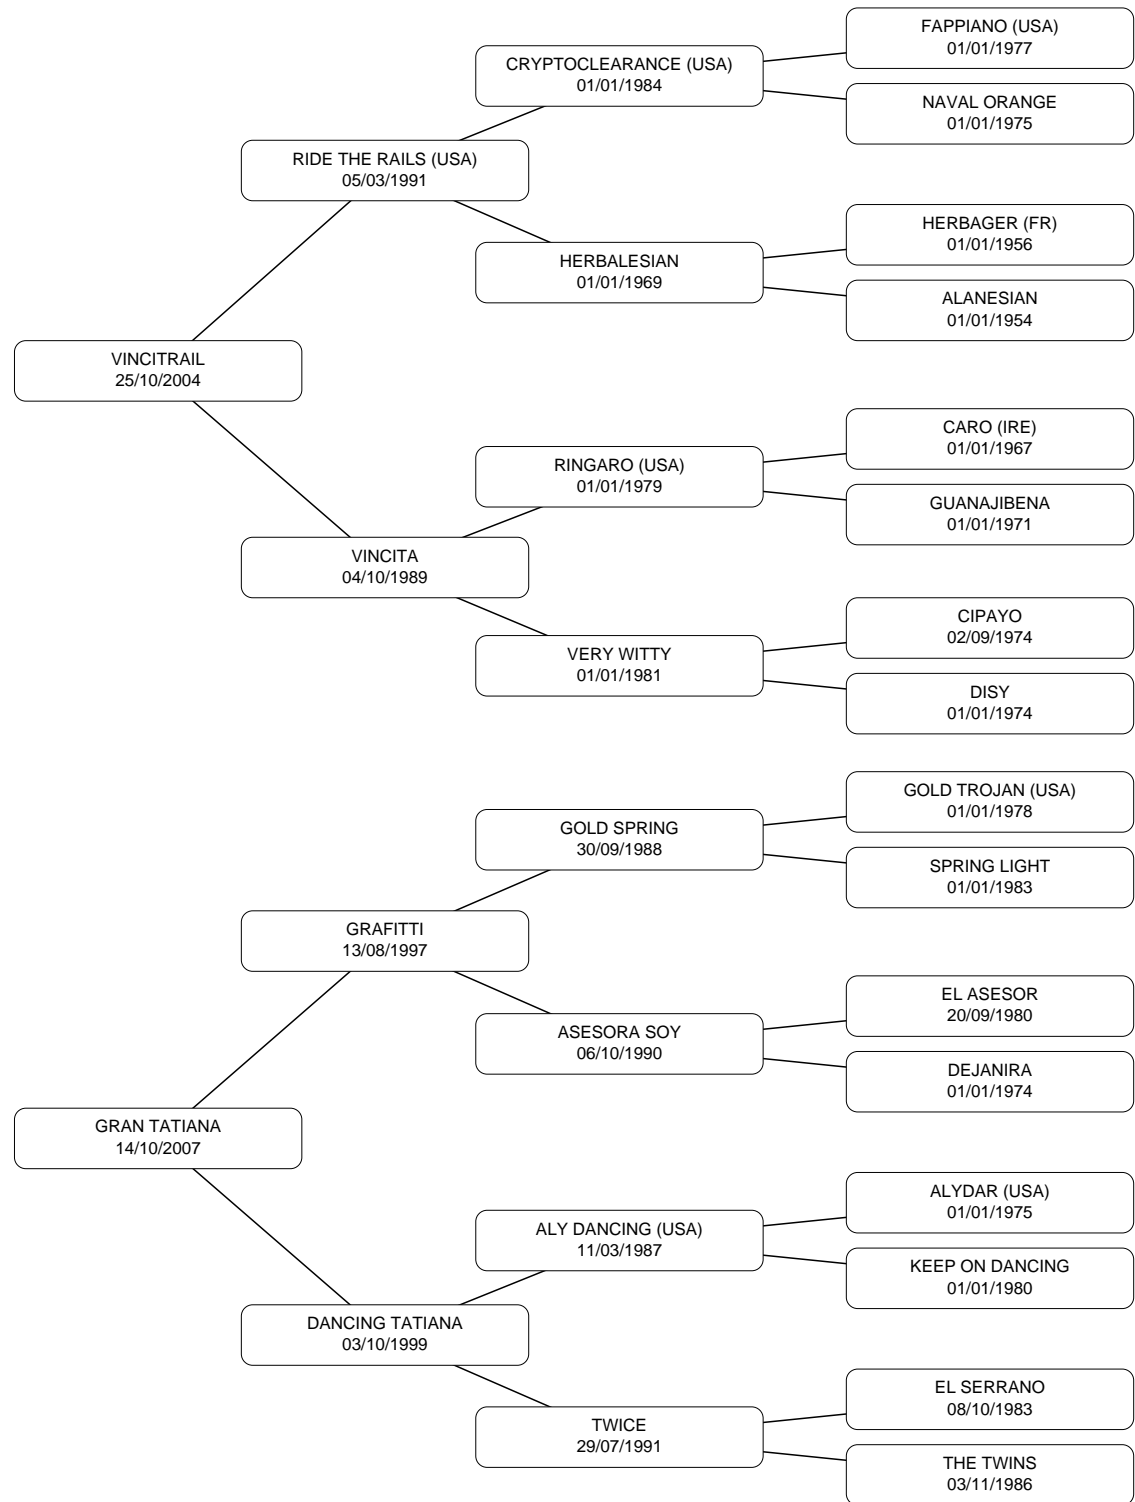 FAPPIANO (USA)
01/01/1977
CRYPTOCLEARANCE (USA)
01/01/1984
NAVAL ORANGE
01/01/1975
RIDE THE RAILS (USA)
05/03/1991
HERBAGER (FR)
01/01/1956
HERBALESIAN
01/01/1969
ALANESIAN
01/01/1954
VINCITRAIL
25/10/2004
CARO (IRE)
01/01/1967
RINGARO (USA)
01/01/1979
GUANAJIBENA
01/01/1971
VINCITA
04/10/1989
CIPAYO
02/09/1974
VERY WITTY
01/01/1981
DISY
01/01/1974
GOLD TROJAN (USA)
01/01/1978
GOLD SPRING
30/09/1988
SPRING LIGHT
01/01/1983
GRAFITTI
13/08/1997
EL ASESOR
20/09/1980
ASESORA SOY
06/10/1990
DEJANIRA
01/01/1974
GRAN TATIANA
14/10/2007
ALYDAR (USA)
01/01/1975
ALY DANCING (USA)
11/03/1987
KEEP ON DANCING
01/01/1980
DANCING TATIANA
03/10/1999
EL SERRANO
08/10/1983
TWICE
29/07/1991
THE TWINS
03/11/1986